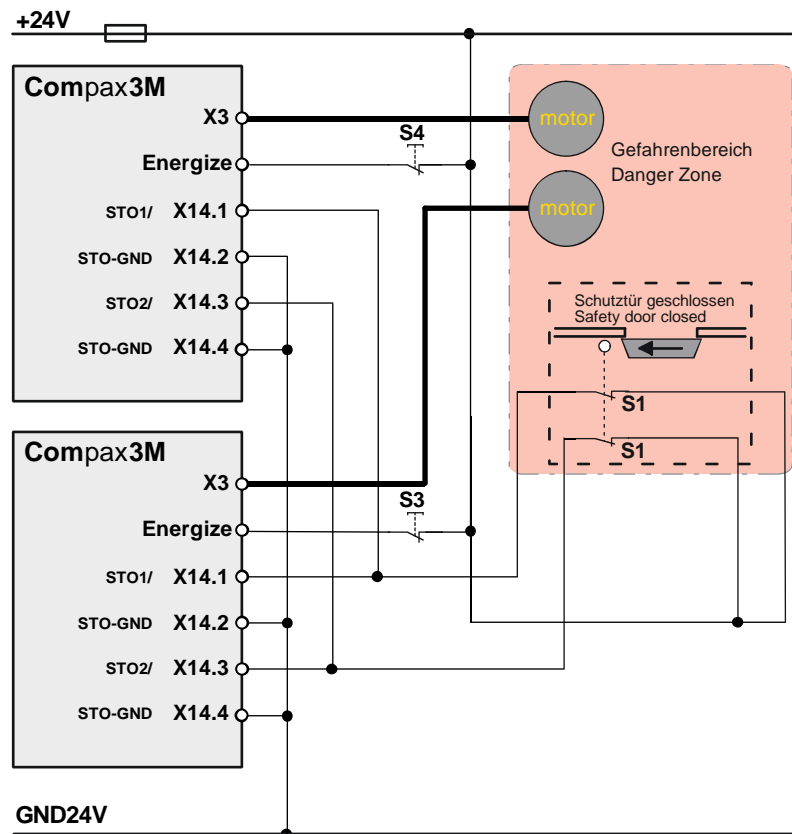 +24V
Compax3M
X3
Energize
STO1/ X14.1
STO-GND X14.2
STO2/ X14.3
STO-GND X14.4
S4
motor
motor
Gefahrenbereich
Danger Zone
Schutztür geschlossen
Safety door closed
S1
S1
Compax3M
X3
Energize
STO1/ X14.1
STO-GND X14.2
STO2/ X14.3
STO-GND X14.4
S3
GND24V